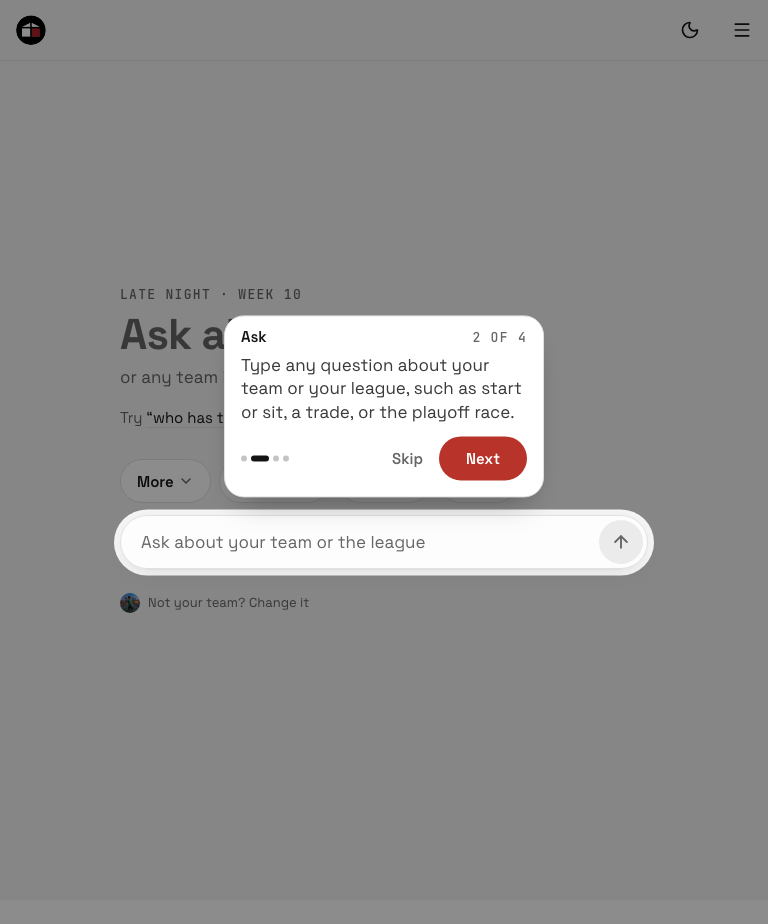 LATE NIGHT · WEEK 10
Ask
or any team
Try “who has
Ask
2 OF 4
Type any question about your
team or your league, such as start
or sit, a trade, or the playoff race.
Skip
Next
More
Ask about your team or the league
Not your team? Change it